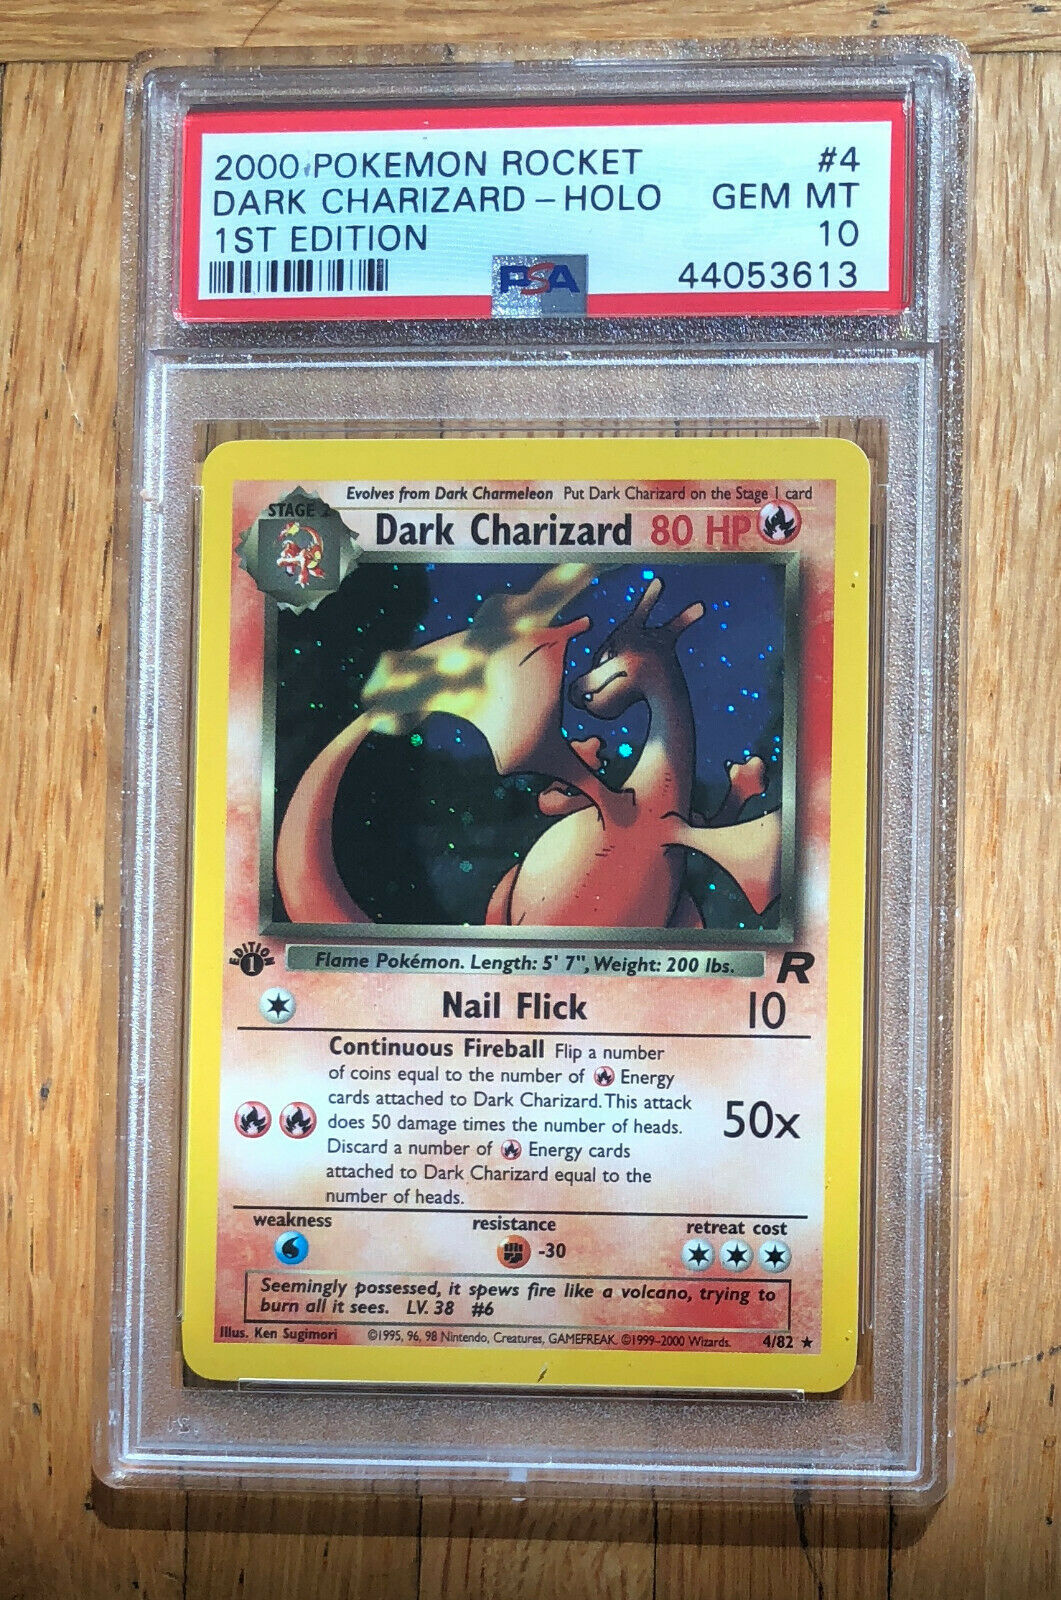 2000 POKEMON ROCKET #4
DARK CHARIZARD - HOLO GEM MT
1ST EDITION 10
PSA 44053613
Evolves from Dark Charmeleon Put Dark Charizard on the Stage 1 card
STAGE 2
Dark Charizard 80 HP
EDITION 1
Flame Pokémon. Length: 5' 7", Weight: 200 lbs. R
Nail Flick 10
Continuous Fireball Flip a number
of coins equal to the number of Energy
cards attached to Dark Charizard. This attack
does 50 damage times the number of heads. 50x
Discard a number of Energy cards
attached to Dark Charizard equal to the
number of heads.
weakness resistance retreat cost
-30
Seemingly possessed, it spews fire like a volcano, trying to
burn all it sees. LV. 38 #6
Illus. Ken Sugimori ©1995, 96, 98 Nintendo, Creatures, GAMEFREAK. ©1999-2000 Wizards. 4/82 ★